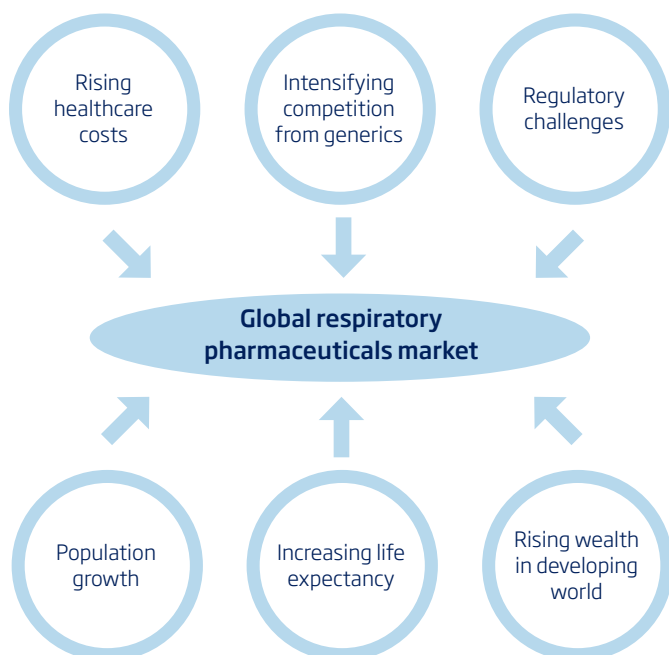 Rising
healthcare
costs
Intensifying
competition
from generics
Regulatory
challenges
Global respiratory
pharmaceuticals market
Population
growth
Increasing life
expectancy
Rising wealth
in developing
world